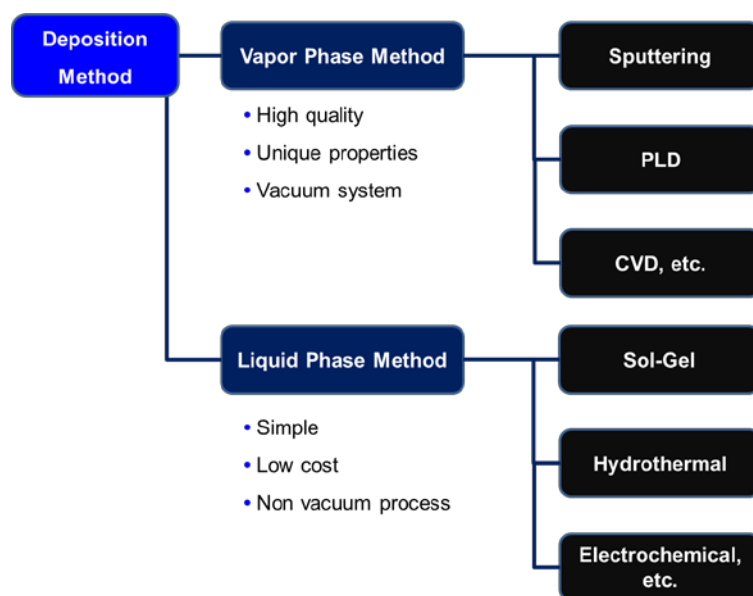 Deposition
Method
Vapor Phase Method
• High quality
• Unique properties
• Vacuum system
Sputtering
PLD
CVD, etc.
Liquid Phase Method
• Simple
• Low cost
• Non vacuum process
Sol-Gel
Hydrothermal
Electrochemical,
etc.